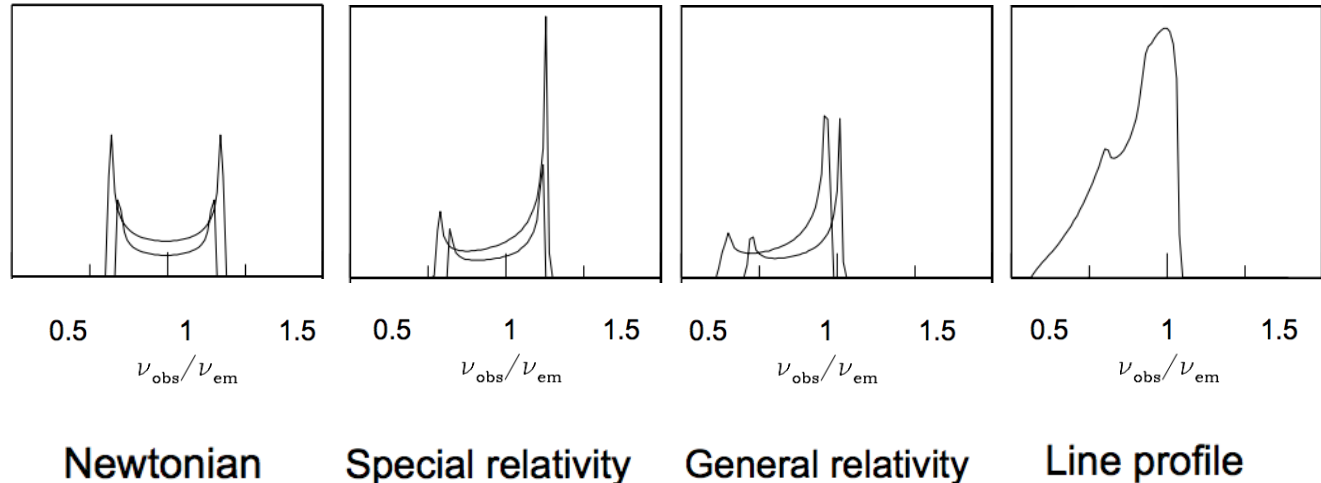 0.5 1 1.5 0.5 1 1.5 0.5 1 1.5 0.5 1 1.5
ν_obs/ν_em ν_obs/ν_em ν_obs/ν_em ν_obs/ν_em
Newtonian Special relativity General relativity Line profile